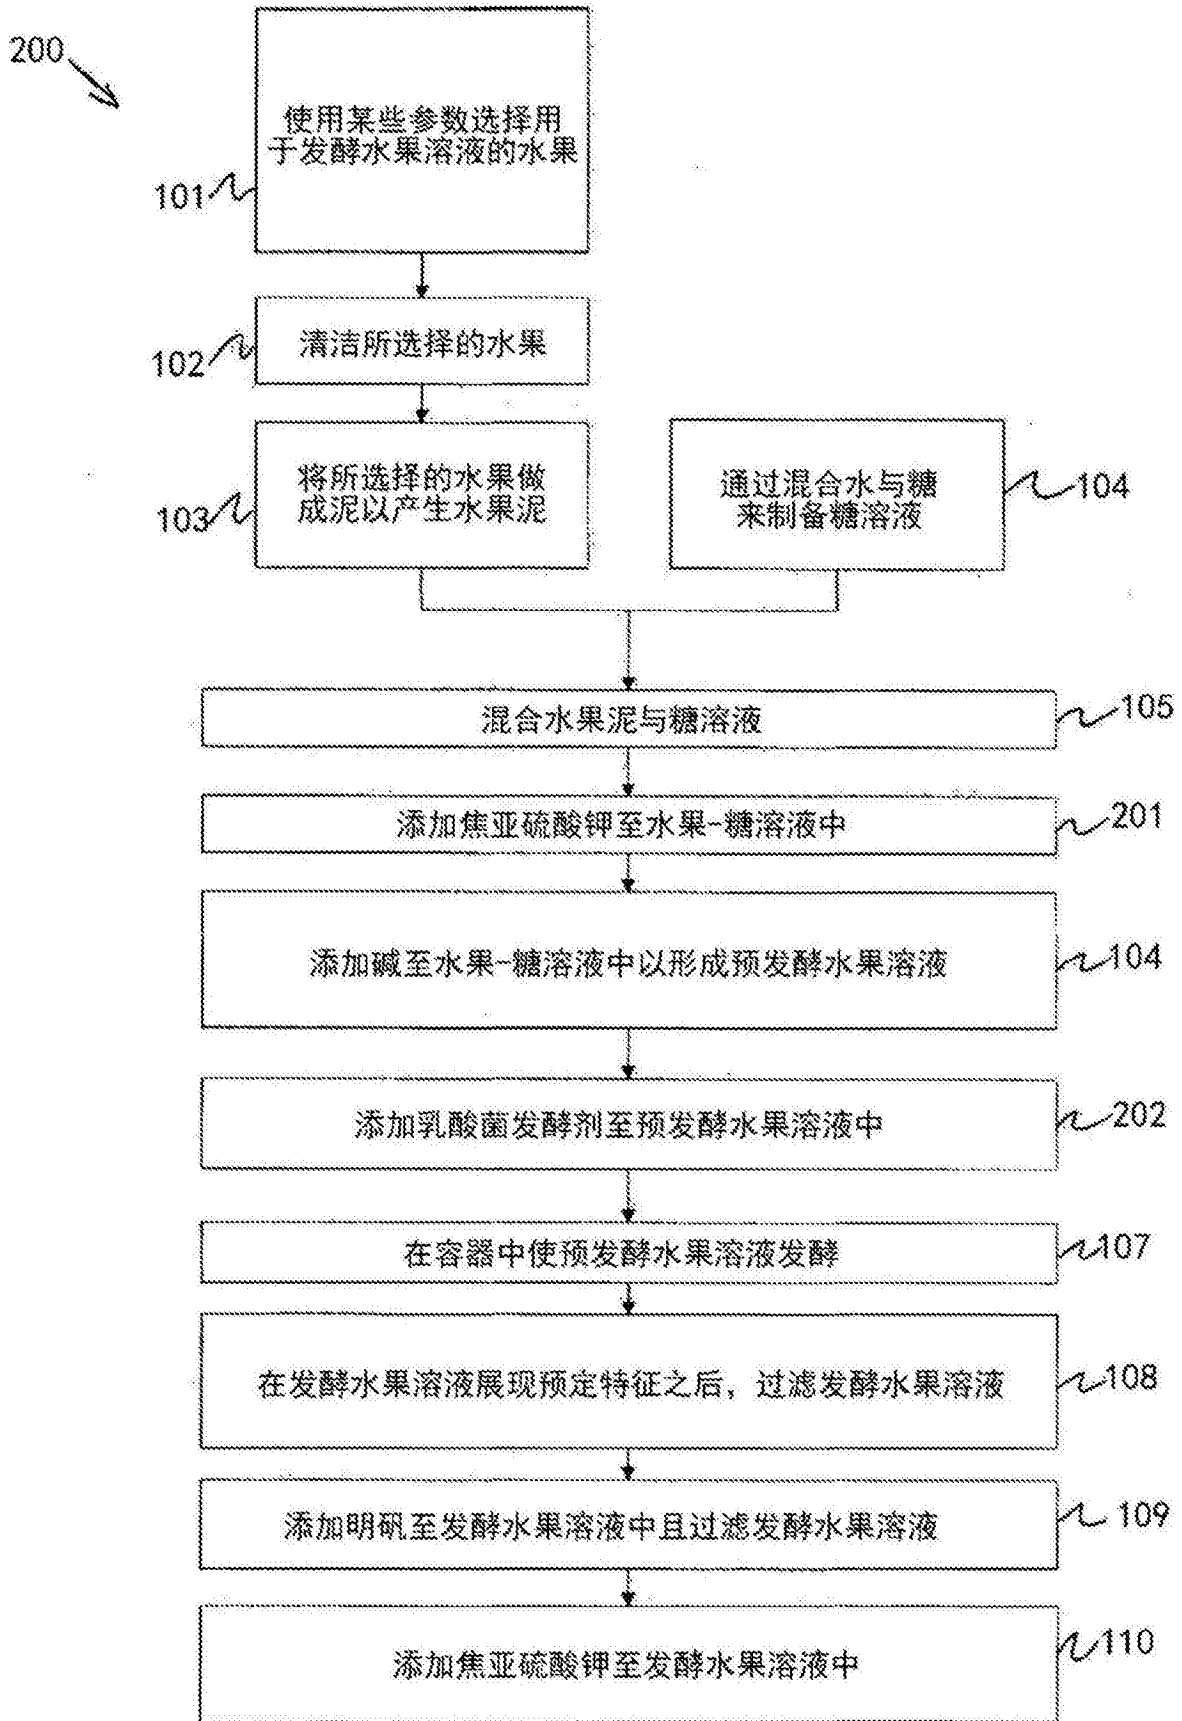 200
使用某些参数选择用
于发酵水果溶液的水果
101
清洁所选择的水果
102
将所选择的水果做
成泥以产生水果泥
103
通过混合水与糖
来制备糖溶液
104
混合水果泥与糖溶液
105
添加焦亚硫酸钾至水果-糖溶液中
201
添加碱至水果-糖溶液中以形成预发酵水果溶液
104
添加乳酸菌发酵剂至预发酵水果溶液中
202
在容器中使预发酵水果溶液发酵
107
在发酵水果溶液展现预定特征之后，过滤发酵水果溶液
108
添加明矾至发酵水果溶液中且过滤发酵水果溶液
109
添加焦亚硫酸钾至发酵水果溶液中
110